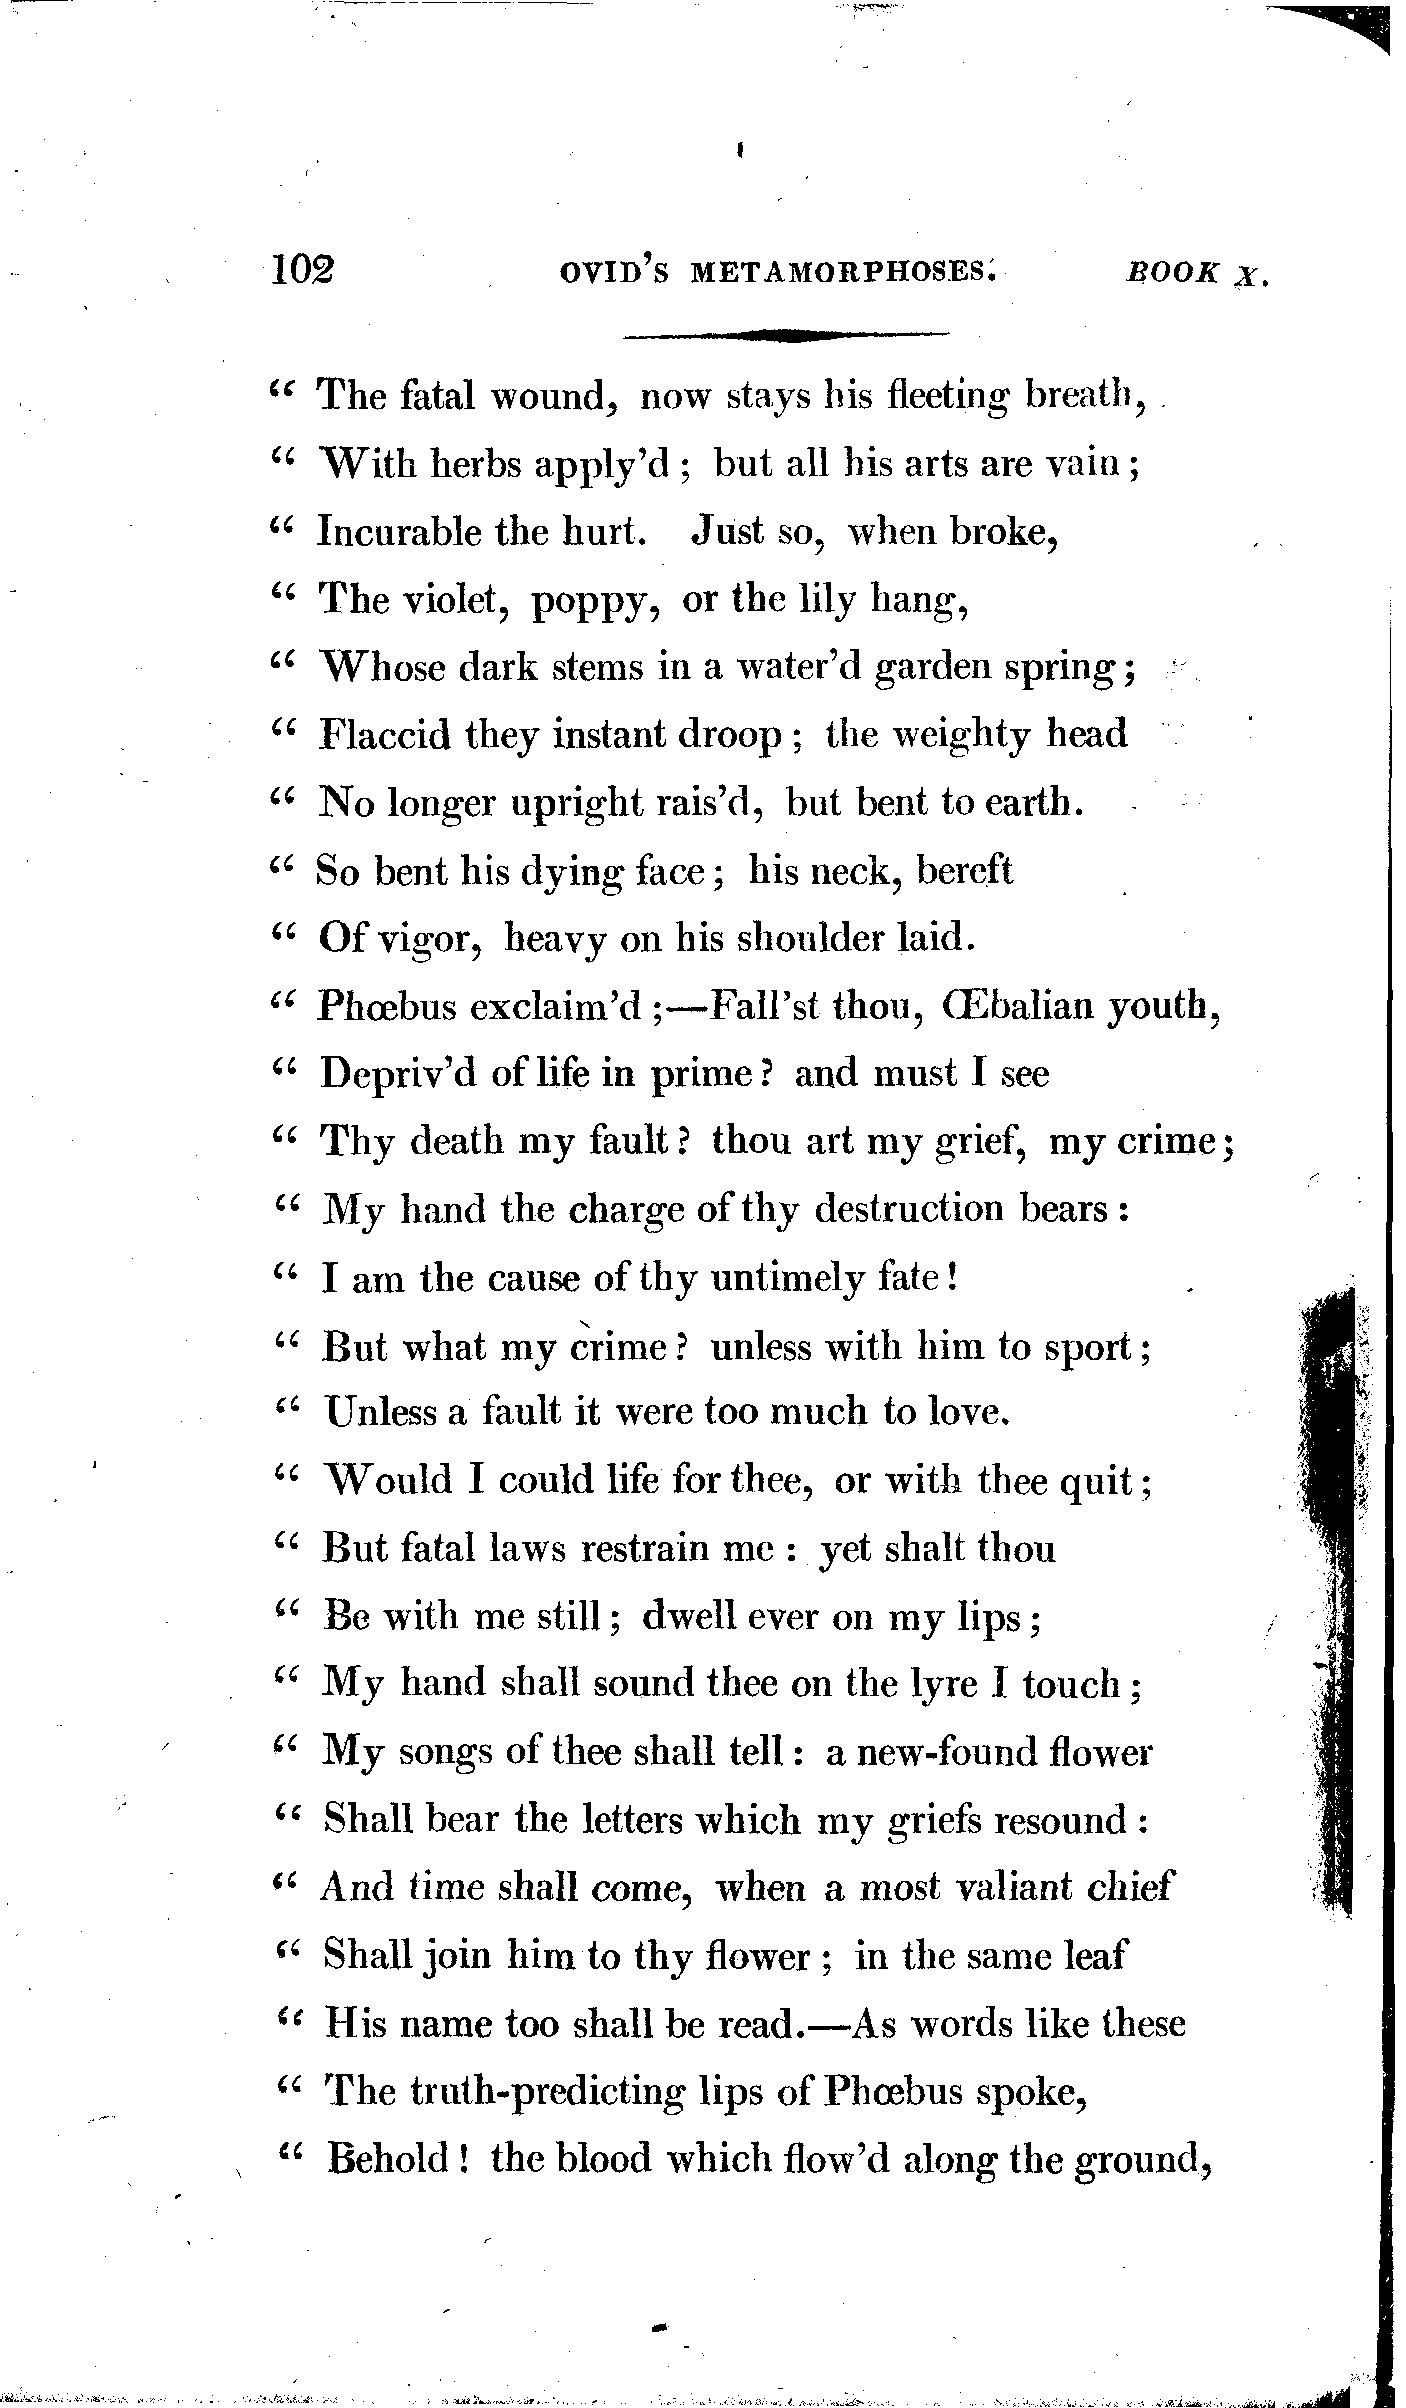 102 OVID'S METAMORPHOSES. BOOK X.
“ The fatal wound, now stays his fleeting breath,
“ With herbs apply'd ; but all his arts are vain ;
“ Incurable the hurt. Just so, when broke,
“ The violet, poppy, or the lily hang,
“ Whose dark stems in a water'd garden spring ;
“ Flaccid they instant droop ; the weighty head
“ No longer upright rais'd, but bent to earth.
“ So bent his dying face ; his neck, bereft
“ Of vigor, heavy on his shoulder laid.
“ Phœbus exclaim'd ;—Fall'st thou, Œbalian youth,
“ Depriv'd of life in prime ? and must I see
“ Thy death my fault ? thou art my grief, my crime ;
“ My hand the charge of thy destruction bears :
“ I am the cause of thy untimely fate !
“ But what my crime ? unless with him to sport ;
“ Unless a fault it were too much to love.
“ Would I could life for thee, or with thee quit ;
“ But fatal laws restrain me : yet shalt thou
“ Be with me still ; dwell ever on my lips ;
“ My hand shall sound thee on the lyre I touch ;
“ My songs of thee shall tell : a new-found flower
“ Shall bear the letters which my griefs resound :
“ And time shall come, when a most valiant chief
“ Shall join him to thy flower ; in the same leaf
“ His name too shall be read.—As words like these
“ The truth-predicting lips of Phœbus spoke,
“ Behold ! the blood which flow'd along the ground,